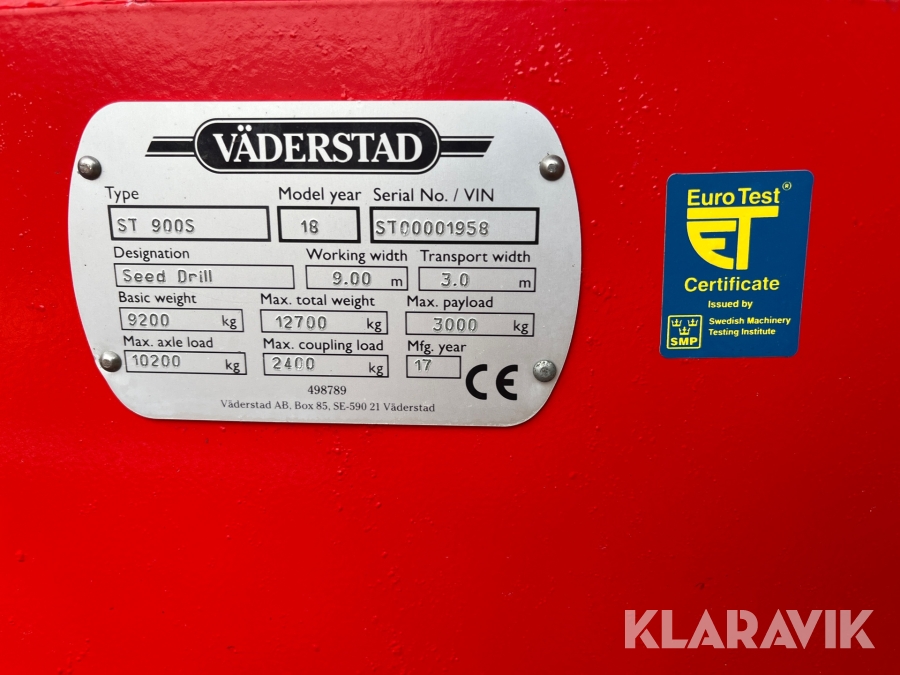 VÄDERSTAD
Type Model year Serial No. / VIN
ST 900S 18 ST00001958
Designation Working width Transport width
Seed Drill 9.00 m 3.0 m
Basic weight Max. total weight Max. payload
9200 kg 12700 kg 3000 kg
Max. axle load Max. coupling load Mfg. year
10200 kg 2400 kg 17 CE
498789
Väderstad AB, Box 85, SE-590 21 Väderstad
Euro Test®
ET
Certificate
Issued by
SMP Swedish Machinery
Testing Institute
KLARAVIK